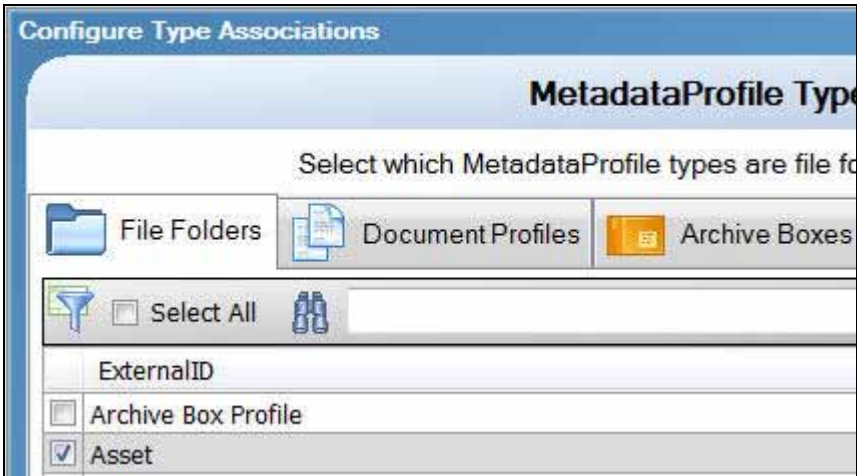 Configure Type Associations
MetadataProfile Type
Select which MetadataProfile types are file fo
File Folders Document Profiles Archive Boxes
Select All
ExternalID
Archive Box Profile
Asset